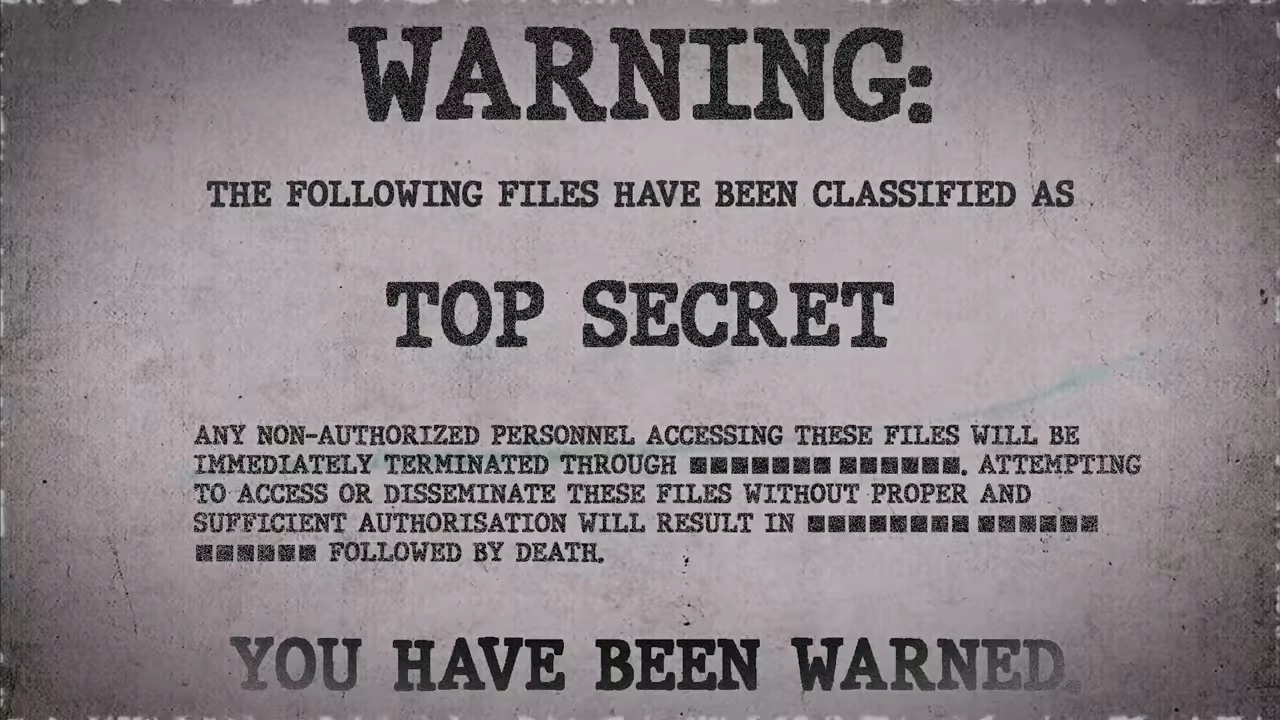 WARNING:
THE FOLLOWING FILES HAVE BEEN CLASSIFIED AS
TOP SECRET
ANY NON-AUTHORIZED PERSONNEL ACCESSING THESE FILES WILL BE
IMMEDIATELY TERMINATED THROUGH ■■■■■■■ ■■■■■■. ATTEMPTING
TO ACCESS OR DISSEMINATE THESE FILES WITHOUT PROPER AND
SUFFICIENT AUTHORISATION WILL RESULT IN ■■■■■■■■ ■■■■■■
■■■■■■ FOLLOWED BY DEATH.
YOU HAVE BEEN WARNED.